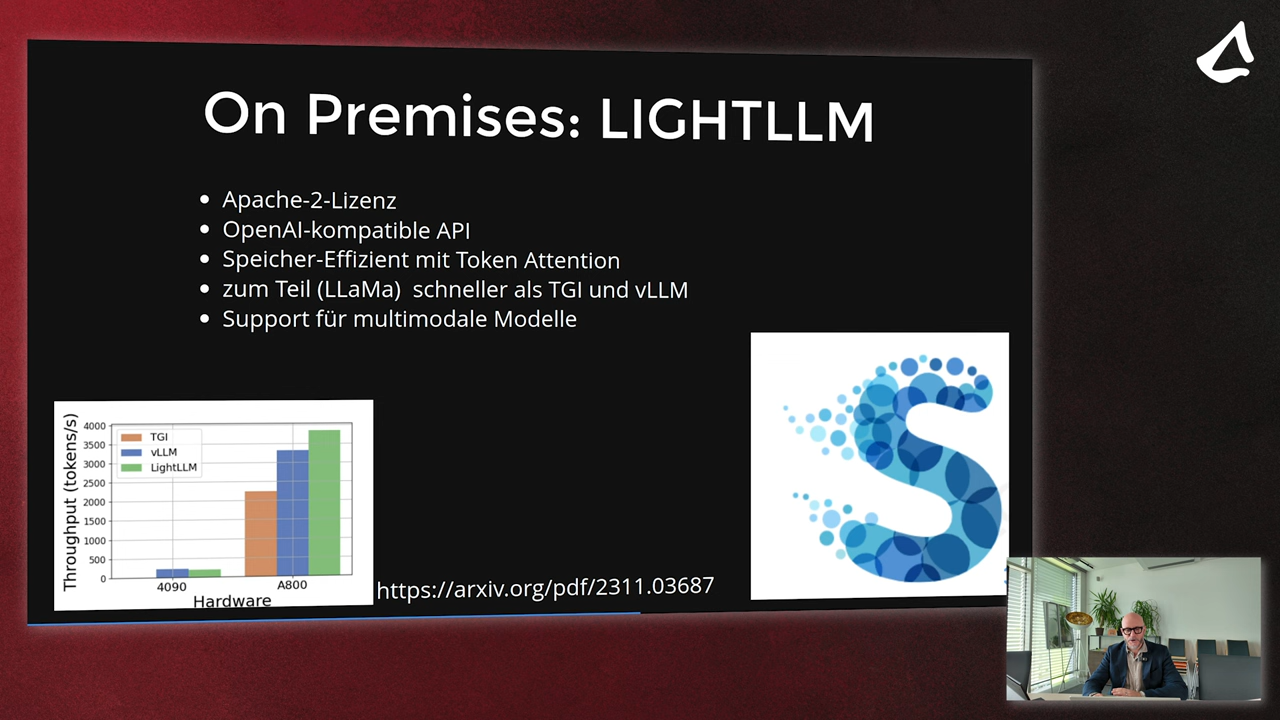 On Premises: LIGHTLLM
Apache-2-Lizenz
OpenAI-kompatible API
Speicher-Effizient mit Token Attention
zum Teil (LLaMa) schneller als TGI und vLLM
Support für multimodale Modelle
Throughput (tokens/s)
4000
3500
3000
2500
2000
1500
1000
500
0
TGI
vLLM
LightLLM
4090
A800
Hardware
https://arxiv.org/pdf/2311.03687